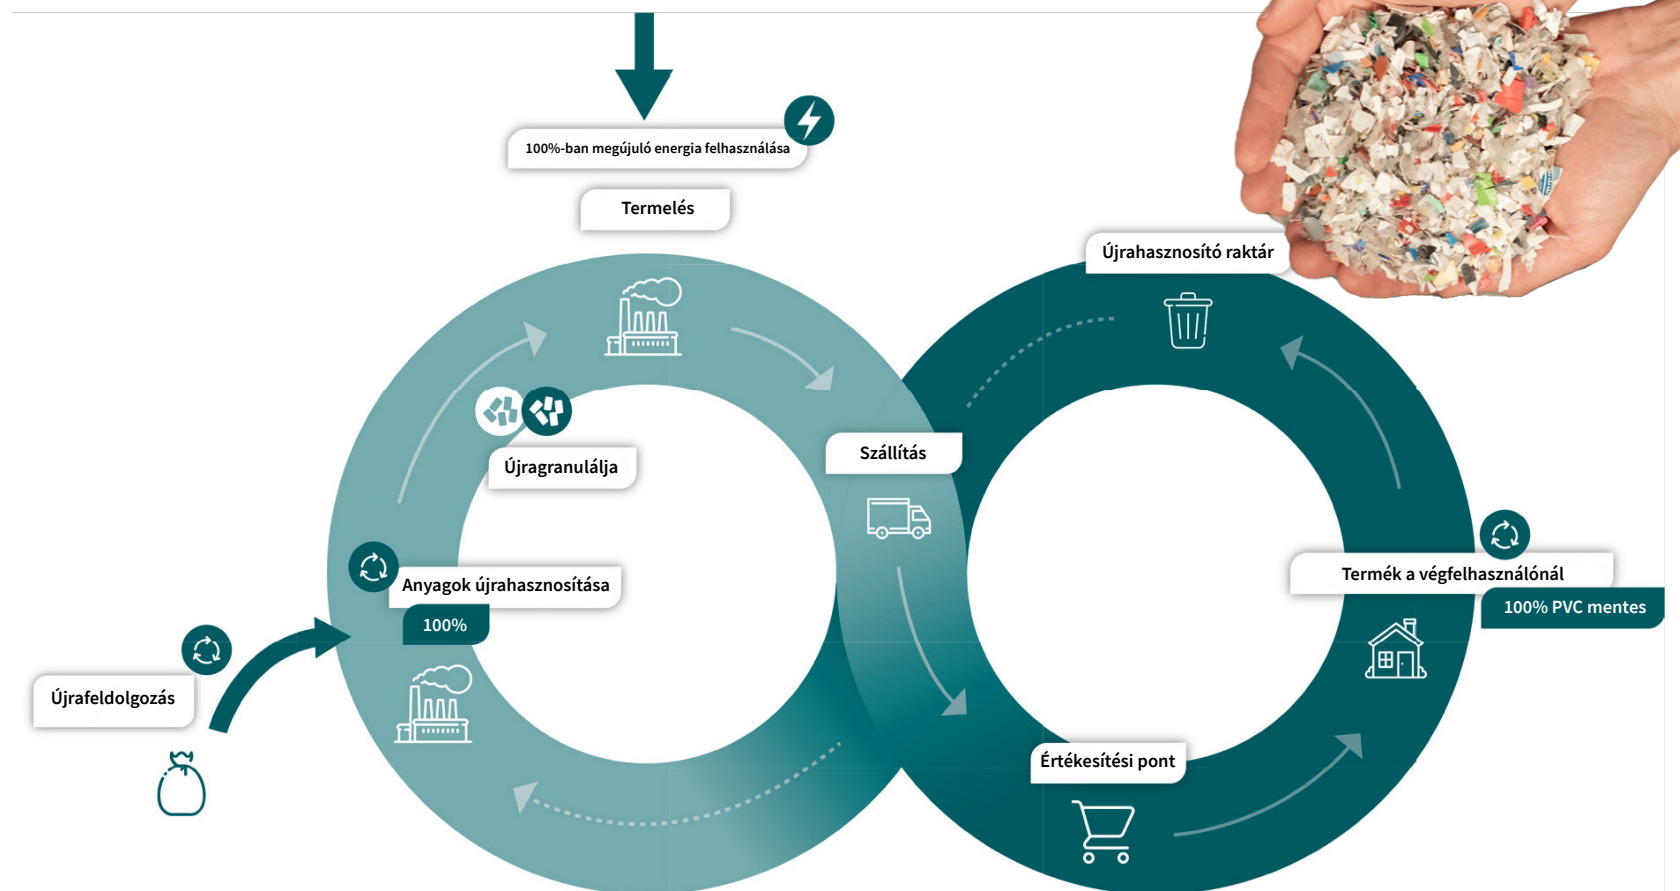 100%-ban megújuló energia felhasználása
Termelés
Újrahasznosító raktár
Szállítás
Újragranulálja
Termék a végfelhasználónál
100% PVC mentes
Anyagok újrahasznosítása
100%
Újrafeldolgozás
Értékesítési pont